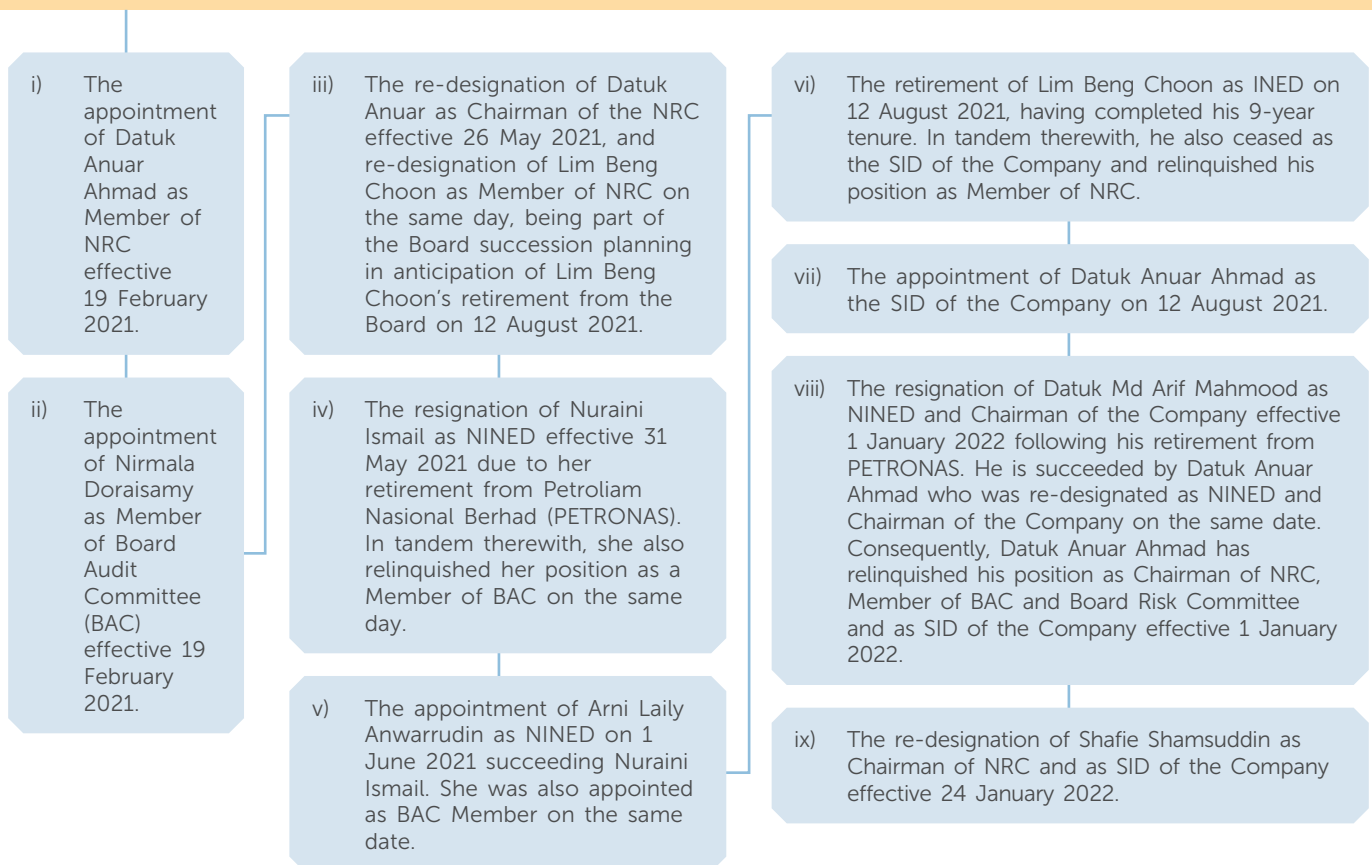 i) The
appointment
of Datuk
Anuar
Ahmad as
Member of
NRC
effective
19 February
2021.
ii) The
appointment
of Nirmala
Doraisamy
as Member
of Board
Audit
Committee
(BAC)
effective 19
February
2021.
iii) The re-designation of Datuk
Anuar as Chairman of the NRC
effective 26 May 2021, and
re-designation of Lim Beng
Choon as Member of NRC on
the same day, being part of
the Board succession planning
in anticipation of Lim Beng
Choon's retirement from the
Board on 12 August 2021.
iv) The resignation of Nuraini
Ismail as NINED effective 31
May 2021 due to her
retirement from Petroliam
Nasional Berhad (PETRONAS).
In tandem therewith, she also
relinquished her position as a
Member of BAC on the same
day.
v) The appointment of Arni Laily
Anwarrudin as NINED on 1
June 2021 succeeding Nuraini
Ismail. She was also appointed
as BAC Member on the same
date.
vi) The retirement of Lim Beng Choon as INED on
12 August 2021, having completed his 9-year
tenure. In tandem therewith, he also ceased as
the SID of the Company and relinquished his
position as Member of NRC.
vii) The appointment of Datuk Anuar Ahmad as
the SID of the Company on 12 August 2021.
viii) The resignation of Datuk Md Arif Mahmood as
NINED and Chairman of the Company effective
1 January 2022 following his retirement from
PETRONAS. He is succeeded by Datuk Anuar
Ahmad who was re-designated as NINED and
Chairman of the Company on the same date.
Consequently, Datuk Anuar Ahmad has
relinquished his position as Chairman of NRC,
Member of BAC and Board Risk Committee
and as SID of the Company effective 1 January
2022.
ix) The re-designation of Shafie Shamsuddin as
Chairman of NRC and as SID of the Company
effective 24 January 2022.